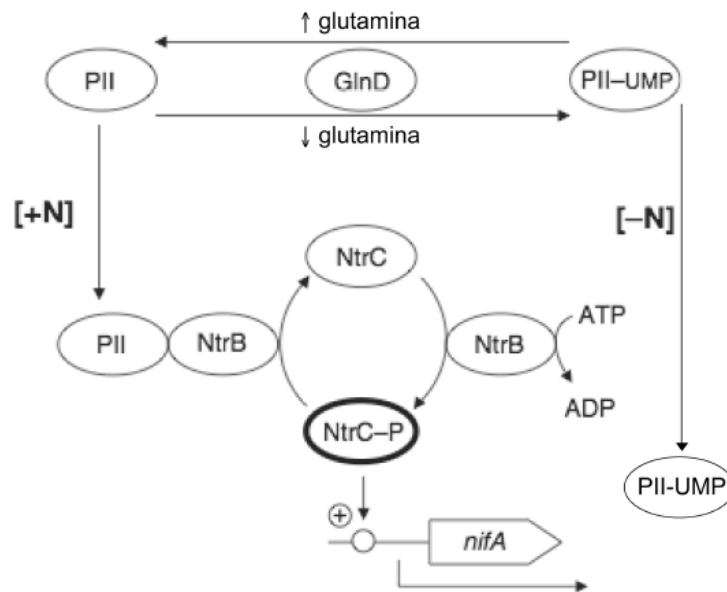 ↑ glutamina
PII
GlnD
PII–UMP
↓ glutamina
[+N]
[–N]
NtrC
PII
NtrB
NtrB
ATP
ADP
NtrC–P
PII-UMP
+
nifA